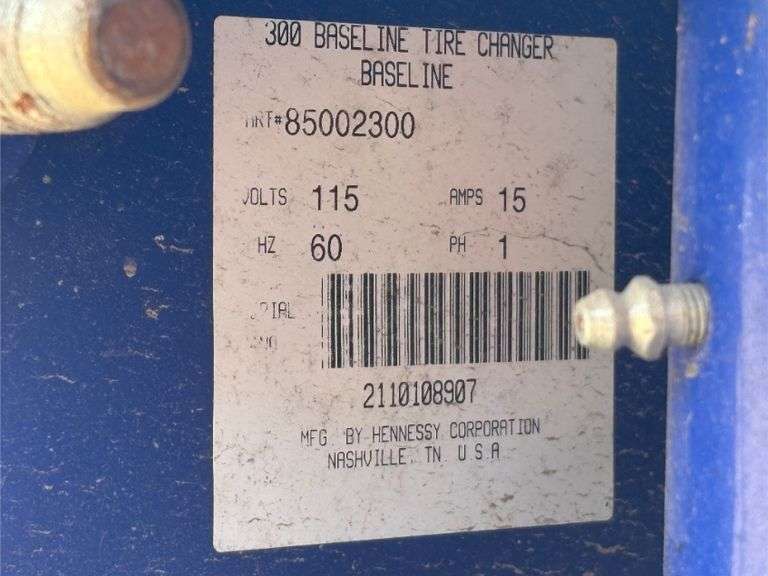 300 BASELINE TIRE CHANGER
BASELINE
85002300
VOLTS 115 AMPS 15
HZ 60 PH 1
2110108907
MFG BY HENNESSY CORPORATION
NASHVILLE, TN U S A